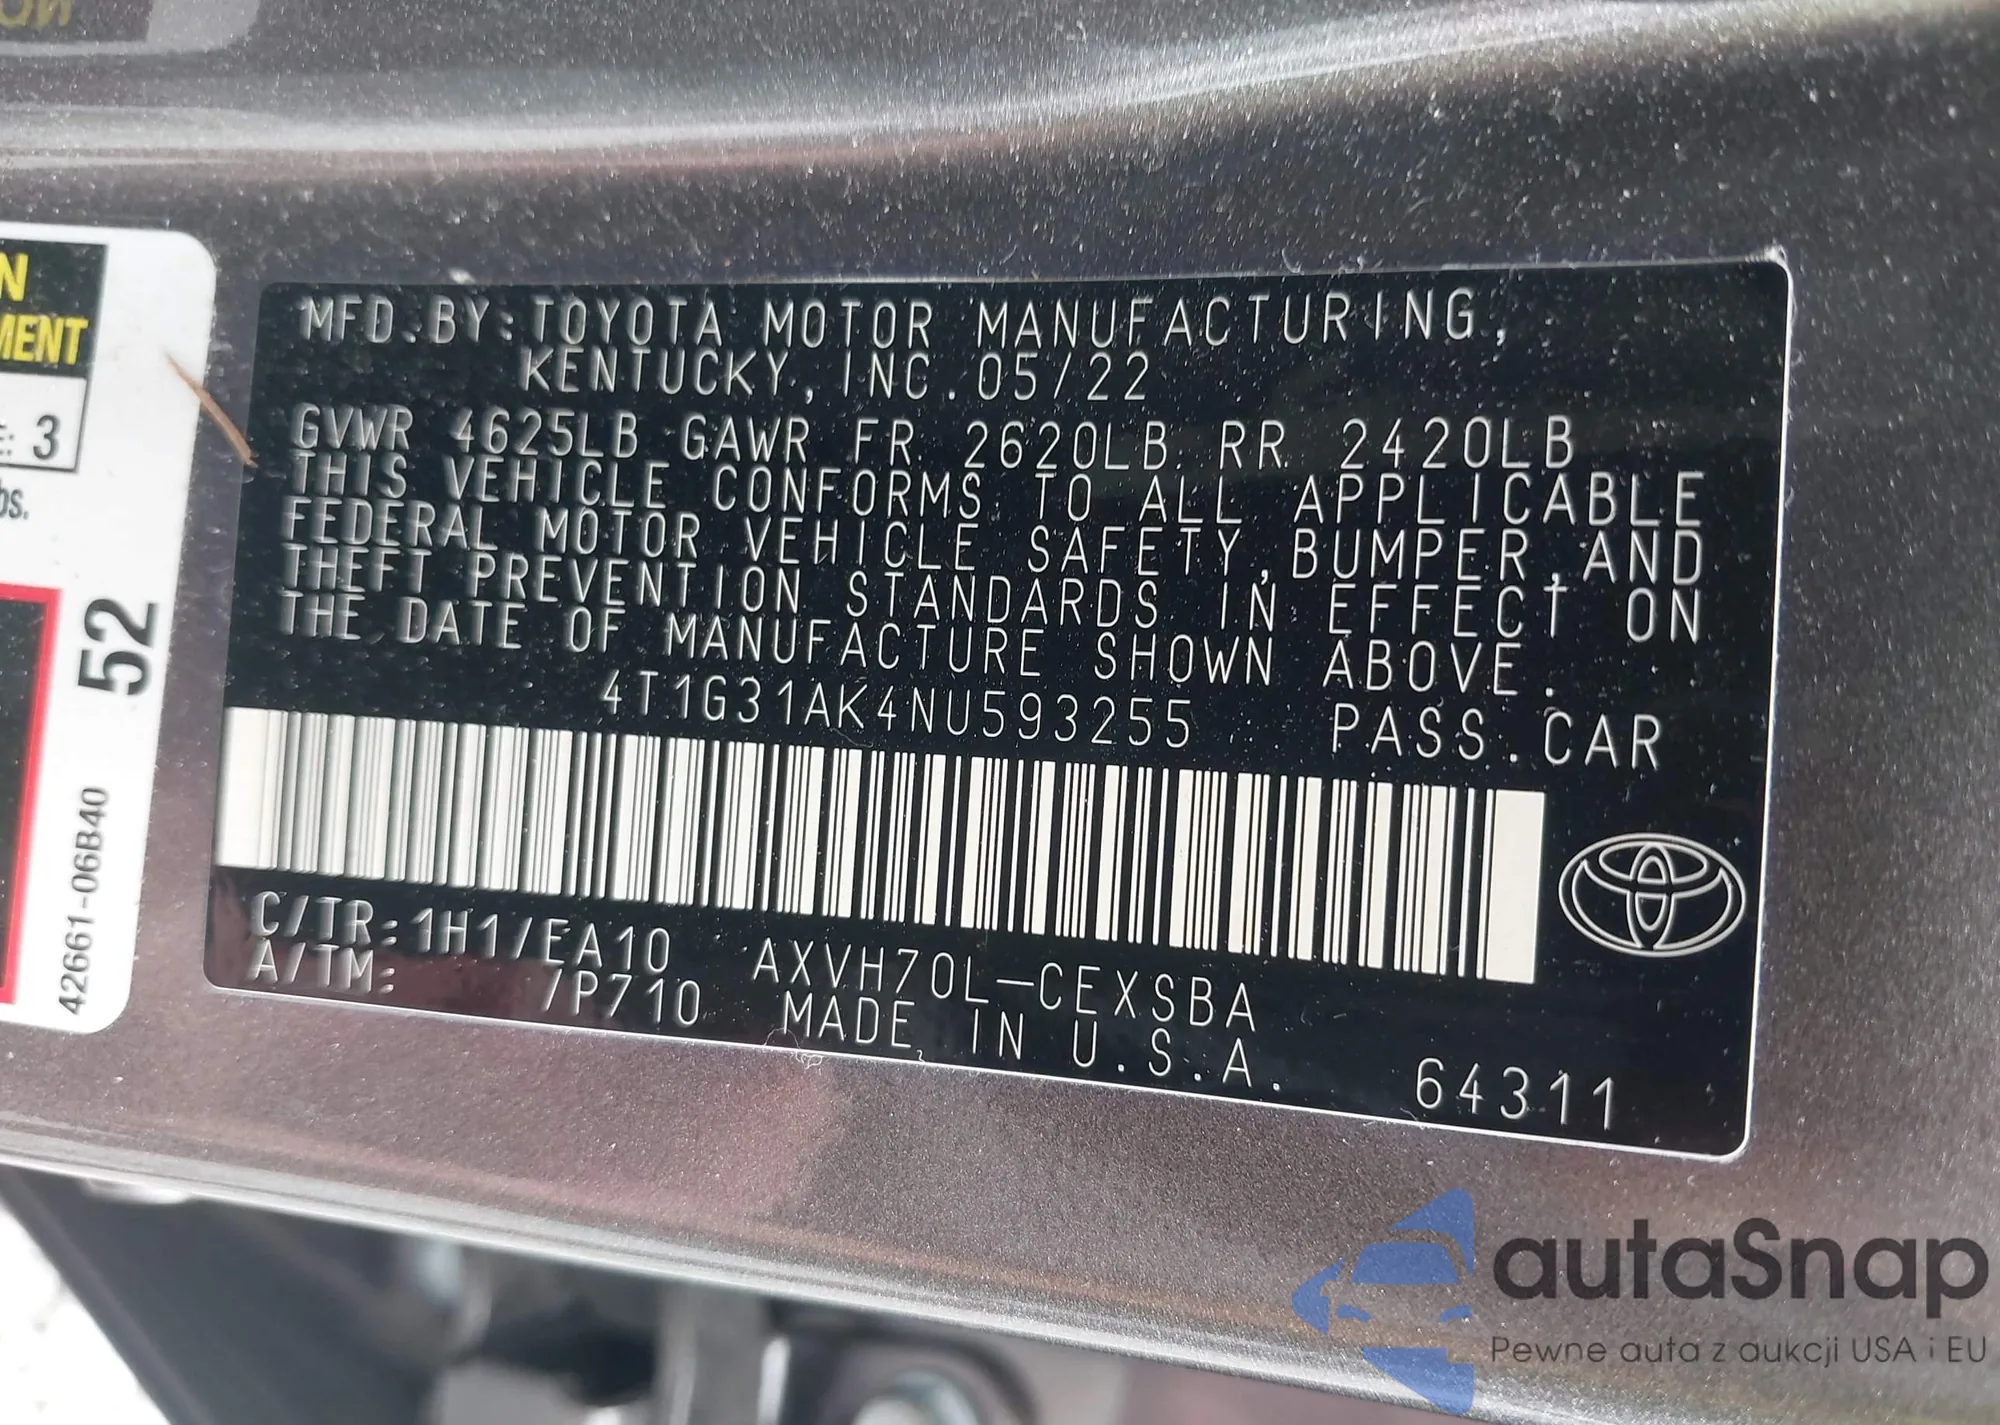 N
MENT
3
bs.
52
42661-06B40
MFD.BY:TOYOTA MOTOR MANUFACTURING,
KENTUCKY,INC.05/22
GVWR 4625LB GAWR FR 2620LB RR 2420LB
THIS VEHICLE CONFORMS TO ALL APPLICABLE
FEDERAL MOTOR VEHICLE SAFETY,BUMPER,AND
THEFT PREVENTION STANDARDS IN EFFECT ON
THE DATE OF MANUFACTURE SHOWN ABOVE.
4T1G31AK4NU593255 PASS.CAR
C/TR:1H1/EA10 AXVH70L-CEXSBA
A/TM: /P710 MADE IN U.S.A. 64311
autaSnap
Pewne auta z aukcji USA i EU